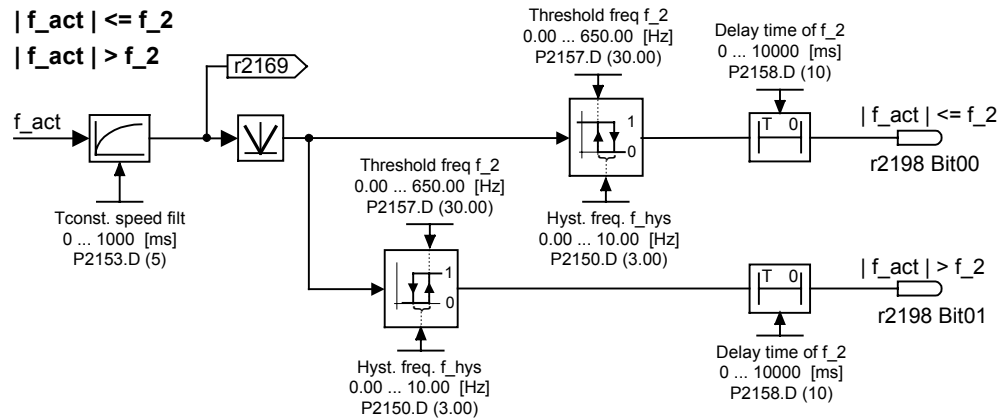 | f_act | <= f_2
| f_act | > f_2
r2169
f_act
Tconst. speed filt
0 ... 1000 [ms]
P2153.D (5)
Threshold freq f_2
0.00 ... 650.00 [Hz]
P2157.D (30.00)
1
0
Hyst. freq. f_hys
0.00 ... 10.00 [Hz]
P2150.D (3.00)
Delay time of f_2
0 ... 10000 [ms]
P2158.D (10)
T 0
| f_act | <= f_2
r2198 Bit00
Threshold freq f_2
0.00 ... 650.00 [Hz]
P2157.D (30.00)
1
0
Hyst. freq. f_hys
0.00 ... 10.00 [Hz]
P2150.D (3.00)
T 0
Delay time of f_2
0 ... 10000 [ms]
P2158.D (10)
| f_act | > f_2
r2198 Bit01